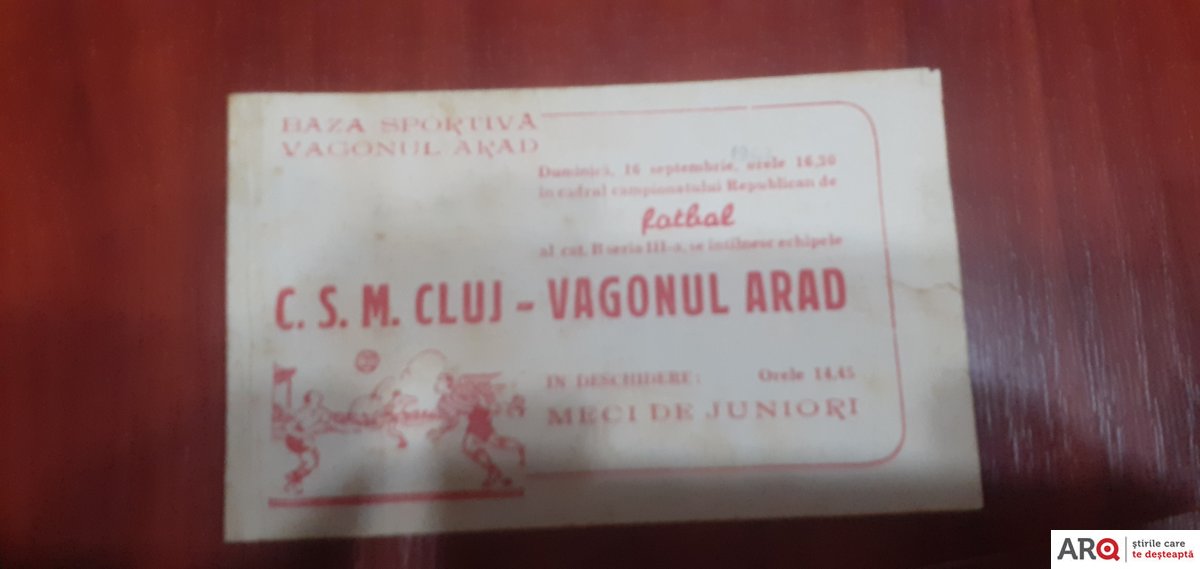 BAZA SPORTIVA
VAGONUL ARAD
Duminică, 16 septembrie, orele 16,30
în cadrul campionatului Republican de
fotbal
al cat. B seria III-a, se întîlnesc echipele
C. S. M. CLUJ - VAGONUL ARAD
IN DESCHIDERE: Orele 14,45
MECI DE JUNIORI
ARQ știrile care
te deșteaptă